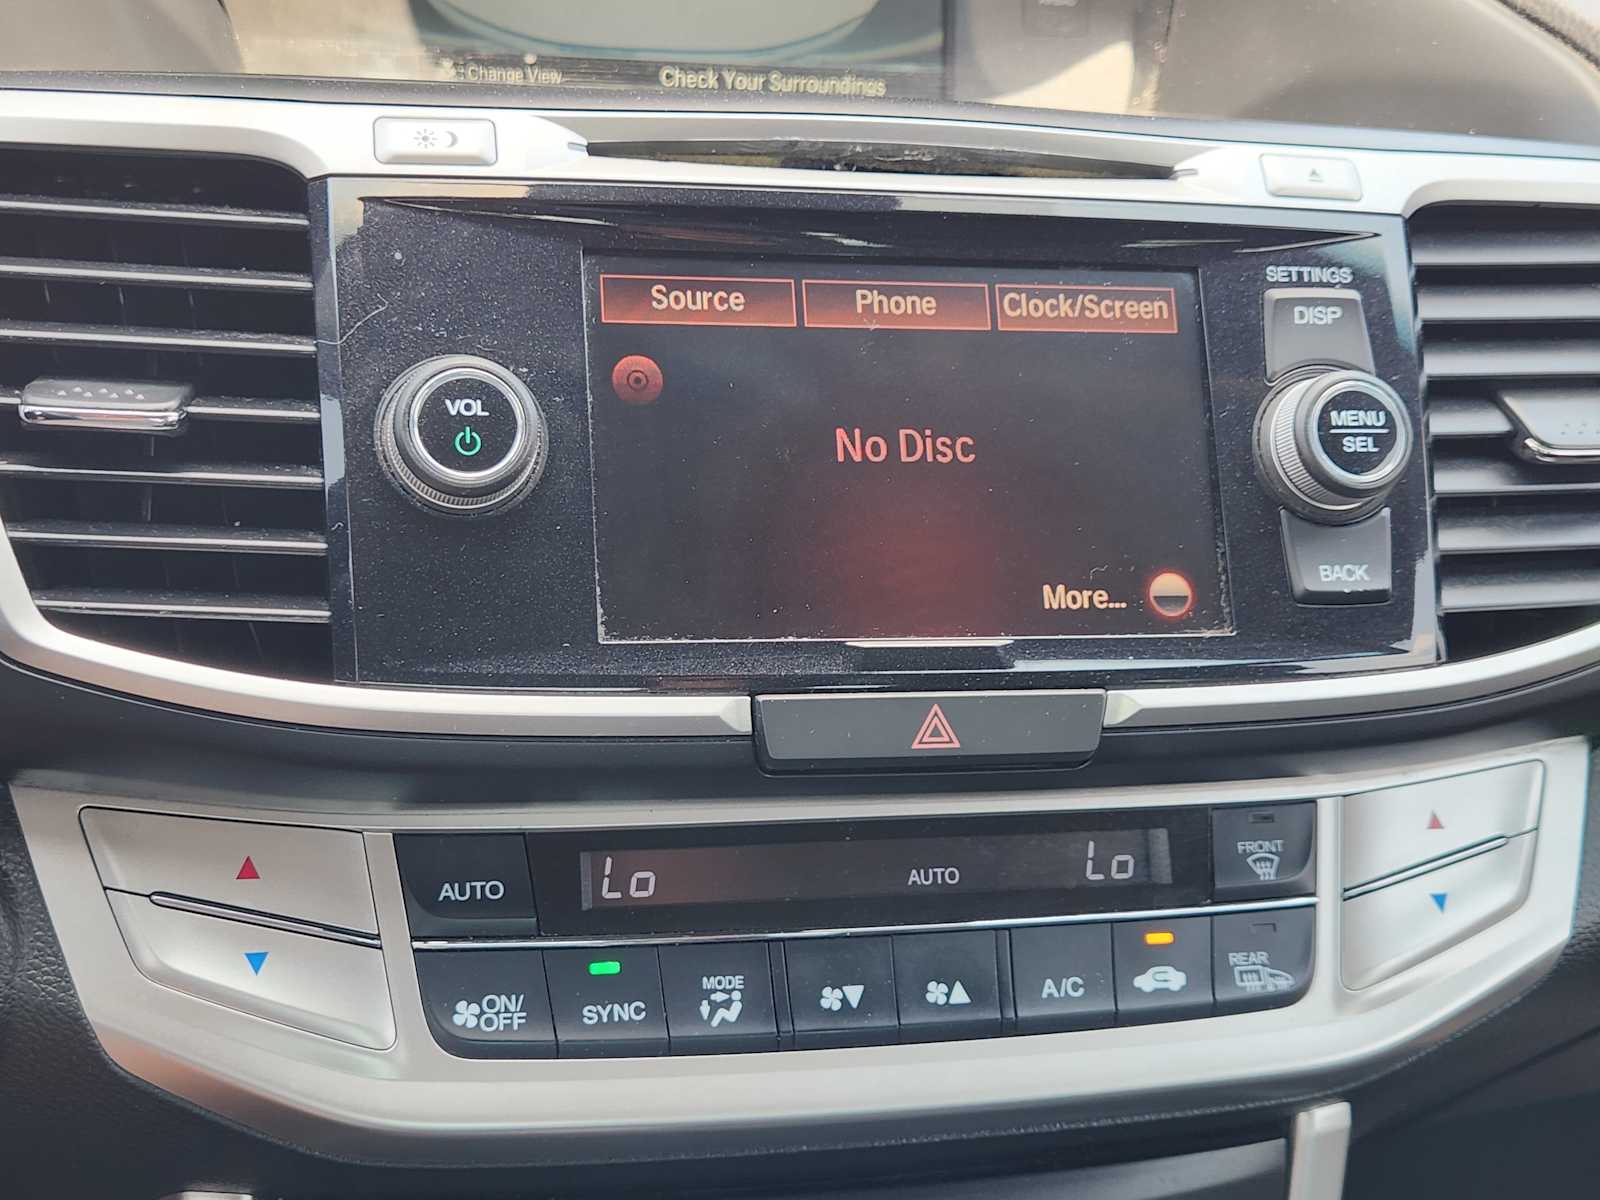 Change View
Check Your Surroundings
SETTINGS
Source
Phone
Clock/Screen
DISP
VOL
MENU
SEL
No Disc
BACK
More...
AUTO
Lo
AUTO
Lo
FRONT
ON/
OFF
SYNC
MODE
A/C
REAR